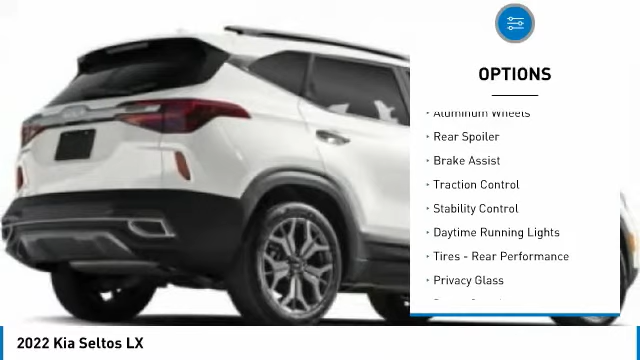 OPTIONS
Aluminum Wheels
Rear Spoiler
Brake Assist
Traction Control
Stability Control
Daytime Running Lights
Tires - Rear Performance
Privacy Glass
2022 Kia Seltos LX